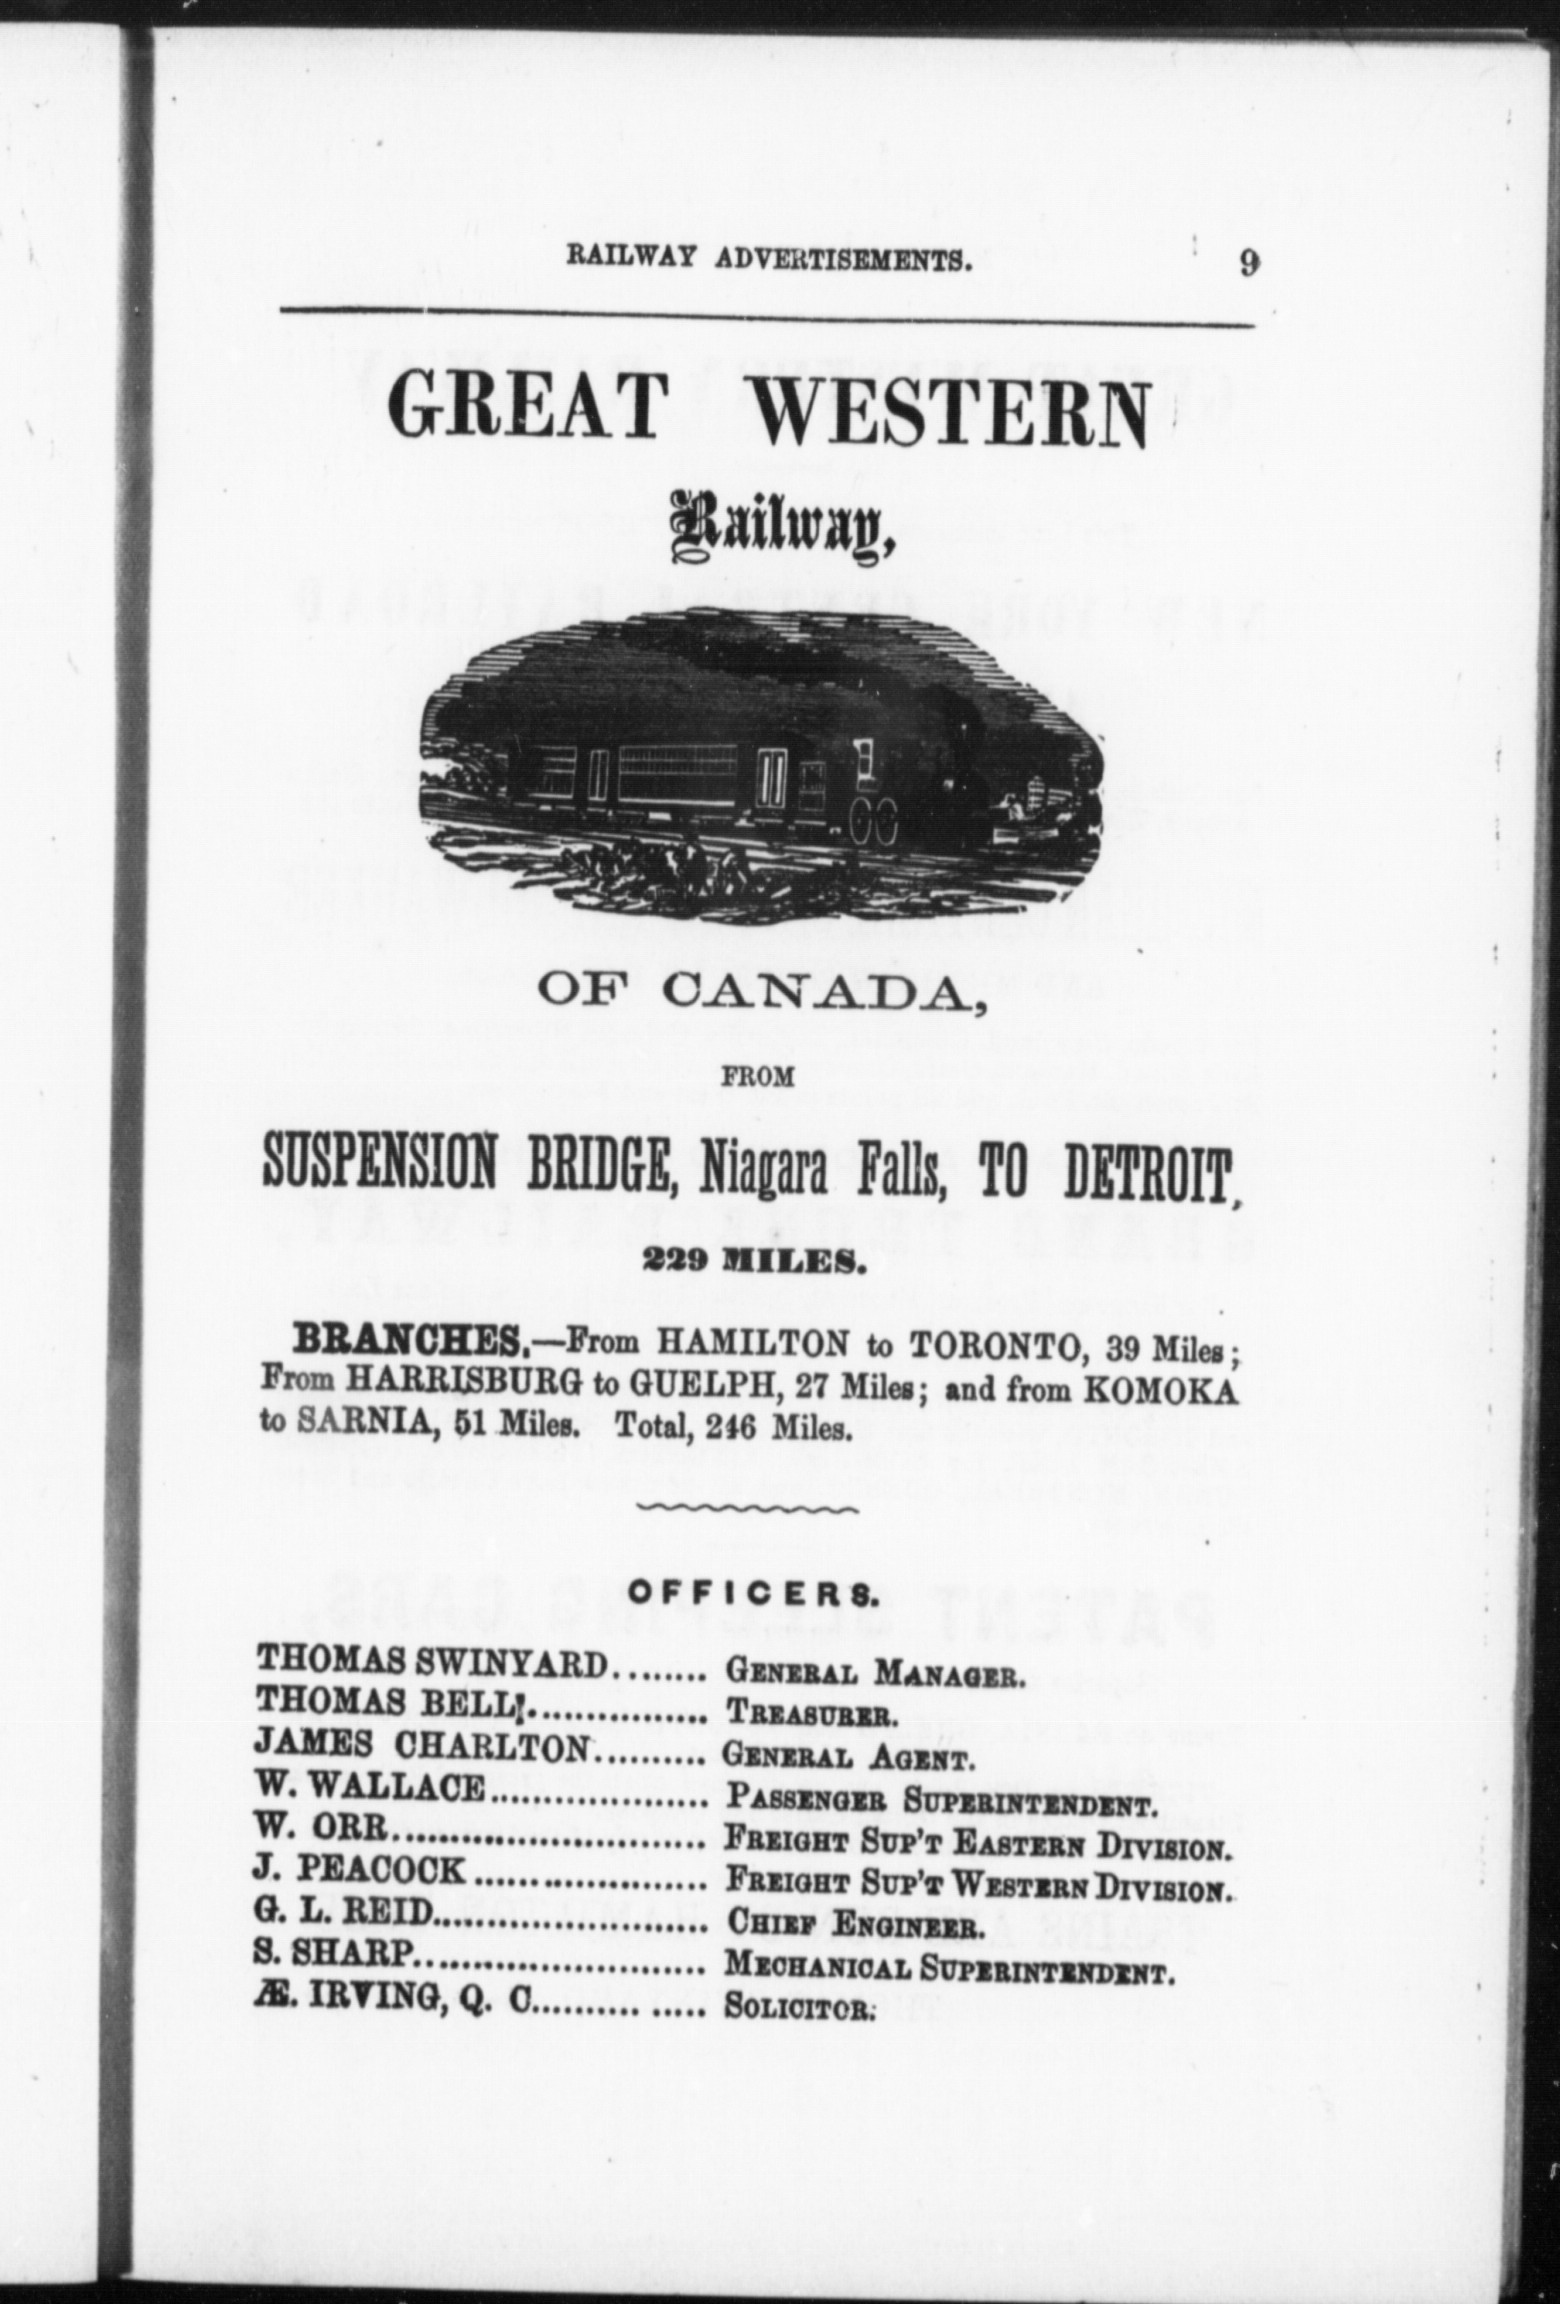 RAILWAY ADVERTISEMENTS. 9
GREAT WESTERN
Railway,
OF CANADA,
FROM
SUSPENSION BRIDGE, Niagara Falls, TO DETROIT,
229 MILES.
BRANCHES.—From HAMILTON to TORONTO, 39 Miles;
From HARRISBURG to GUELPH, 27 Miles; and from KOMOKA
to SARNIA, 51 Miles. Total, 246 Miles.
OFFICERS.
THOMAS SWINYARD........ GENERAL MANAGER.
THOMAS BELL................ TREASURER.
JAMES CHARLTON.......... GENERAL AGENT.
W. WALLACE.................... PASSENGER SUPERINTENDENT.
W. ORR............................. FREIGHT SUP'T EASTERN DIVISION.
J. PEACOCK...................... FREIGHT SUP'T WESTERN DIVISION.
G. L. REID......................... CHIEF ENGINEER.
S. SHARP........................... MECHANICAL SUPERINTENDENT.
Æ. IRVING, Q. C.......... ..... SOLICITOR.